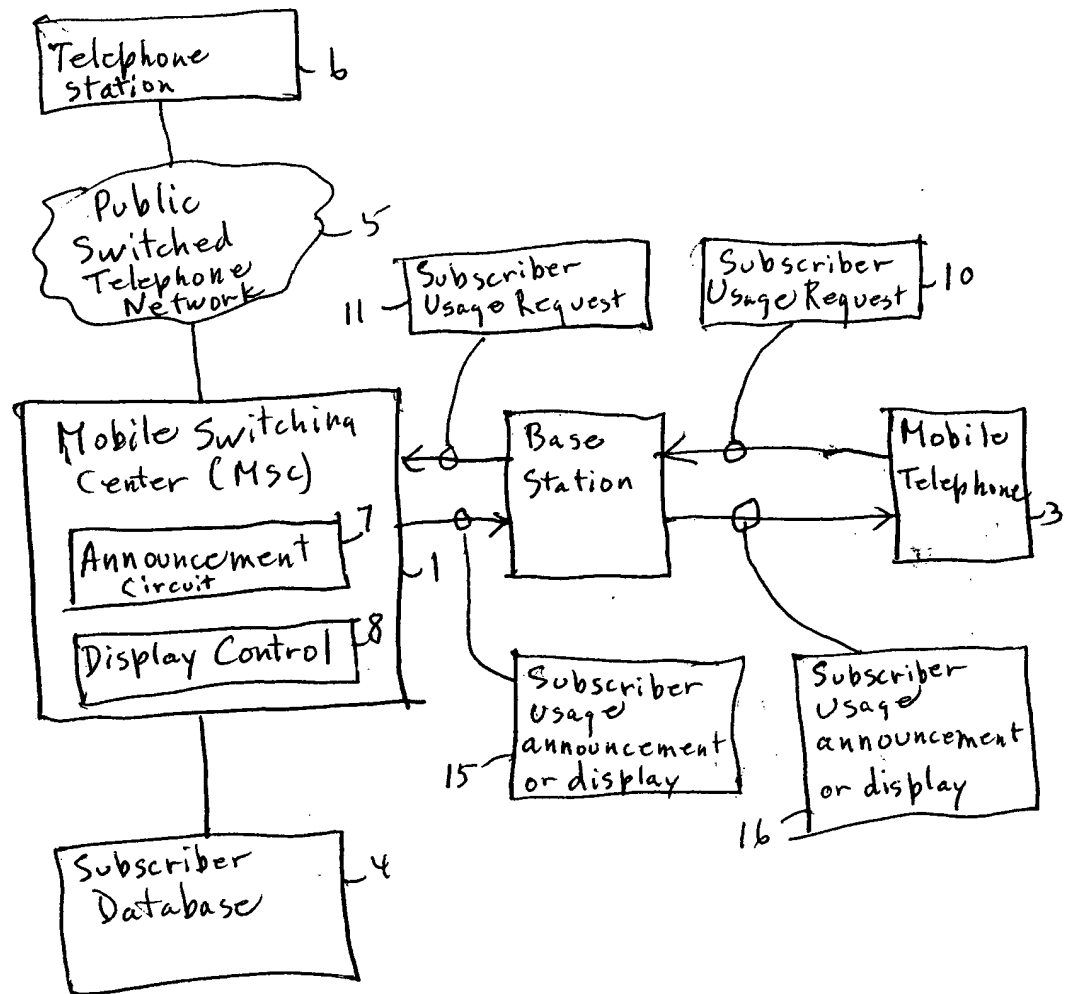 Telephone
station
6
Public
Switched
Telephone
Network
5
Subscriber
Usage Request
11
Subscriber
Usage Request
10
Mobile Switching
Center (MSC)
7
Announcement
Circuit
1
8
Display Control
Base
Station
Mobile
Telephone
3
Subscriber
Usage
announcement
or display
15
Subscriber
Usage
announcement
or display
16
Subscriber
Database
4